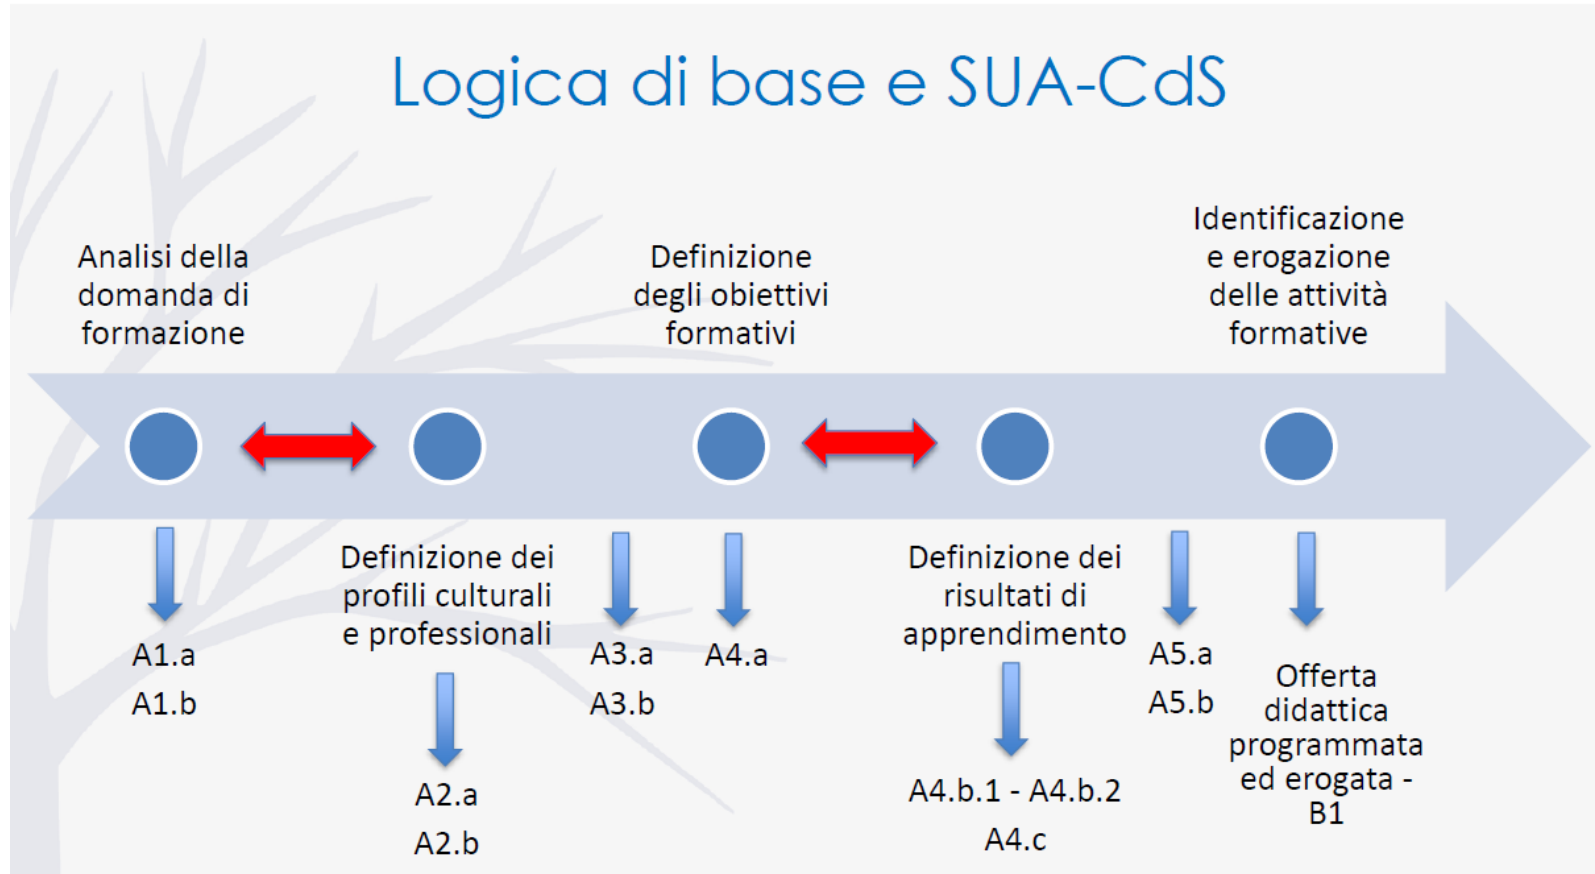 Logica di base e SUA-CdS
Analisi della
domanda di
formazione
Definizione
degli obiettivi
formativi
Identificazione
e erogazione
delle attività
formative
Definizione dei
profili culturali
e professionali
Definizione dei
risultati di
apprendimento
A1.a
A1.b
A2.a
A2.b
A3.a
A3.b
A4.a
A4.b.1 - A4.b.2
A4.c
A5.a
A5.b
Offerta
didattica
programmata
ed erogata -
B1